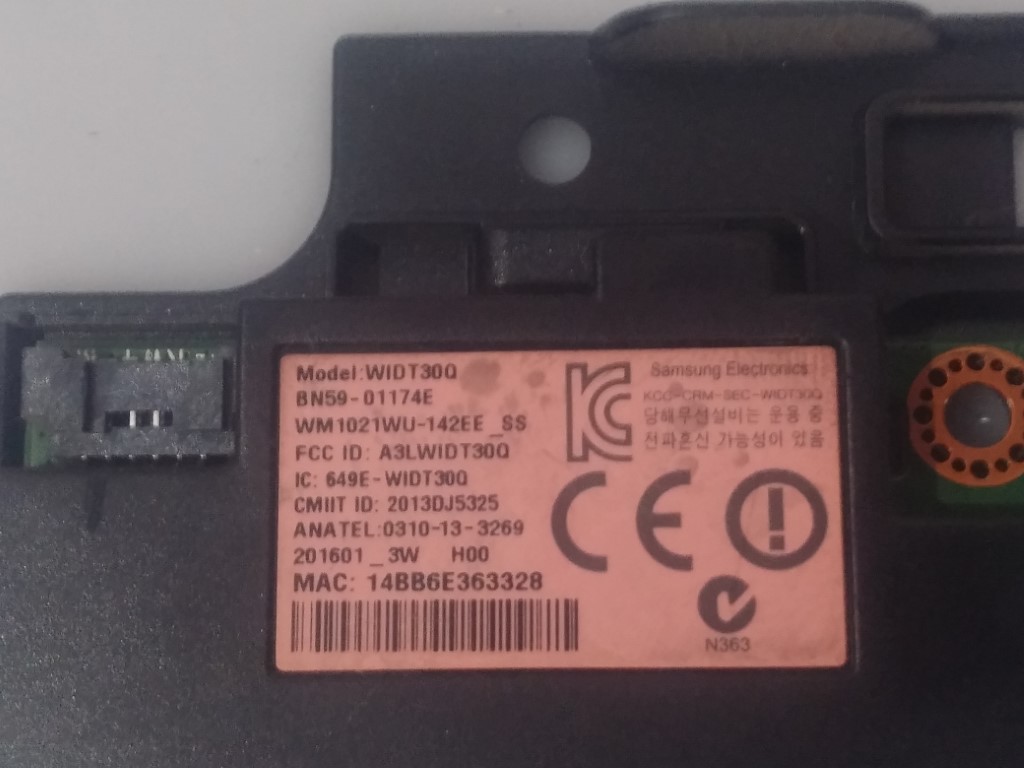 Model:WIDT30Q
BN59-01174E
WM1021WU-142EE_SS
FCC ID: A3LWIDT30Q
IC: 649E-WIDT30Q
CMIIT ID: 2013DJ5325
ANATEL:0310-13-3269
201601_3W H00
MAC: 14BB6E363328
Samsung Electronics
KCC-CRM-SEC-WIDT30Q
당해무선설비는 운용 중
전파혼신 가능성이 있음
CE
N363